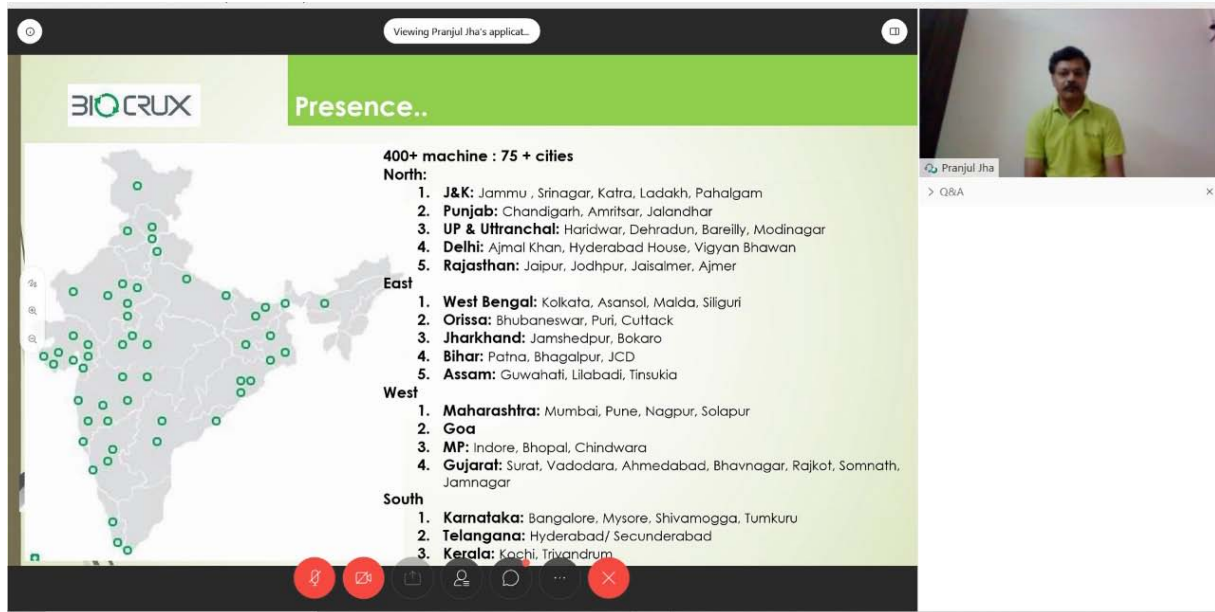 Viewing Pranjul Jha's applicat...
BIOCRUX
Presence..
400+ machine : 75 + cities
North:
1. J&K: Jammu , Srinagar, Katra, Ladakh, Pahalgam
2. Punjab: Chandigarh, Amritsar, Jalandhar
3. UP & Uttranchal: Haridwar, Dehradun, Bareilly, Modinagar
4. Delhi: Ajmal Khan, Hyderabad House, Vigyan Bhawan
5. Rajasthan: Jaipur, Jodhpur, Jaisalmer, Ajmer
East
1. West Bengal: Kolkata, Asansol, Malda, Siliguri
2. Orissa: Bhubaneswar, Puri, Cuttack
3. Jharkhand: Jamshedpur, Bokaro
4. Bihar: Patna, Bhagalpur, JCD
5. Assam: Guwahati, Lilabadi, Tinsukia
West
1. Maharashtra: Mumbai, Pune, Nagpur, Solapur
2. Goa
3. MP: Indore, Bhopal, Chindwara
4. Gujarat: Surat, Vadodara, Ahmedabad, Bhavnagar, Rajkot, Somnath,
Jamnagar
South
1. Karnataka: Bangalore, Mysore, Shivamogga, Tumkuru
2. Telangana: Hyderabad/ Secunderabad
3. Kerala: Kochi, Trivandrum
Pranjul Jha
Q&A